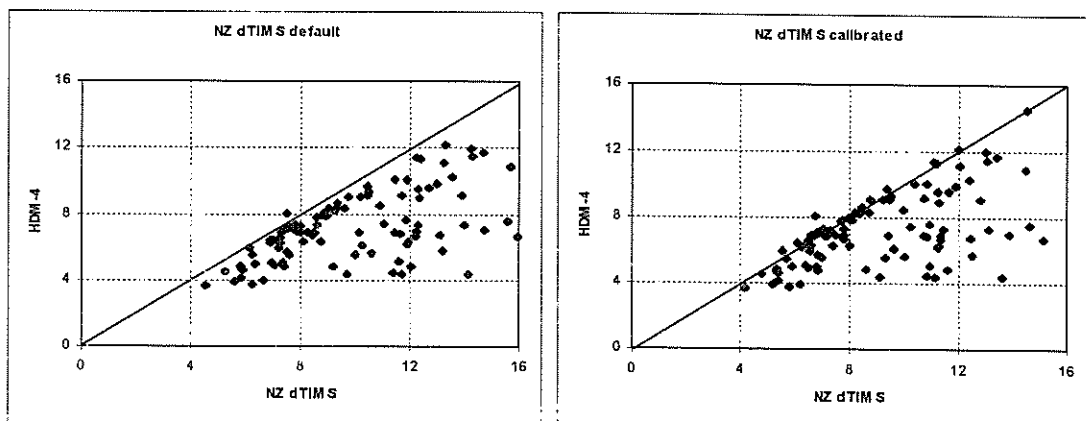 NZ dTIMS default
16
12
8
4
0
HDM-4
0 4 8 12 16
NZ dTIMS
NZ dTIMS calibrated
16
12
8
4
0
HDM-4
0 4 8 12 16
NZ dTIMS